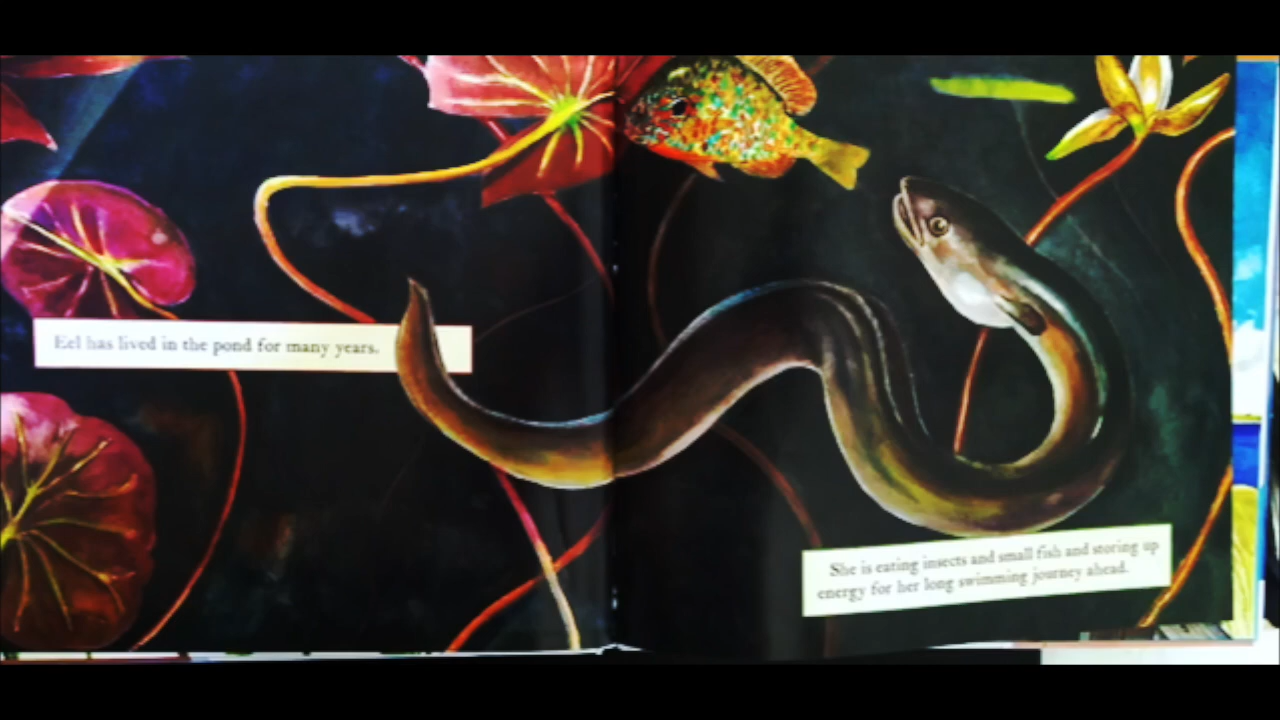 Eel has lived in the pond for many years.
She is eating insects and small fish and storing up
energy for her long swimming journey ahead.